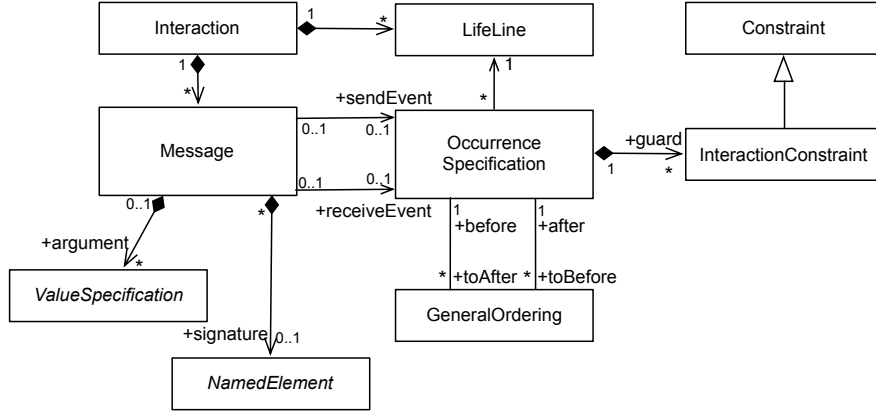 Interaction
1
*
LifeLine
Constraint
1
*
1
*
+sendEvent
0..1
0..1
Message
Occurrence
Specification
+guard
1
*
InteractionConstraint
0..1
0..1
+receiveEvent
0..1
*
1
+before
1
+after
+argument
*
*
+toAfter
*
+toBefore
ValueSpecification
GeneralOrdering
+signature
0..1
NamedElement